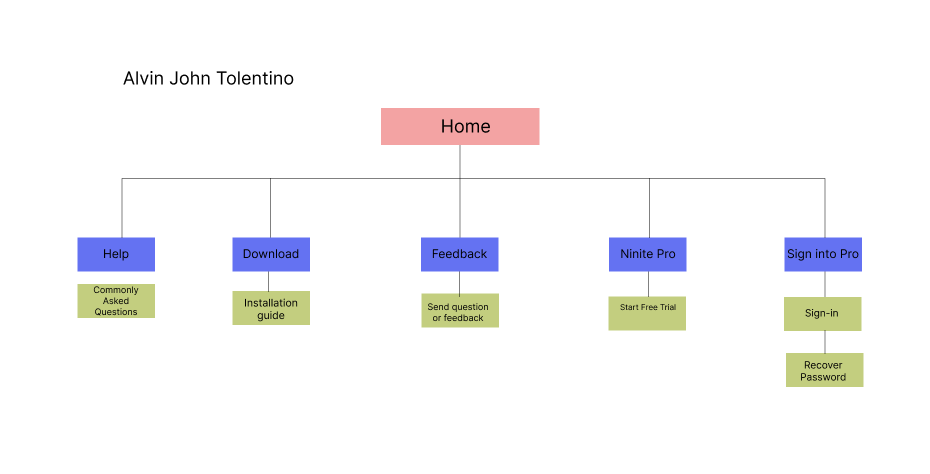 Alvin John Tolentino
Home
Help
Download
Feedback
Ninite Pro
Sign into Pro
Commonly
Asked
Questions
Installation
guide
Send question
or feedback
Start Free Trial
Sign-in
Recover
Password